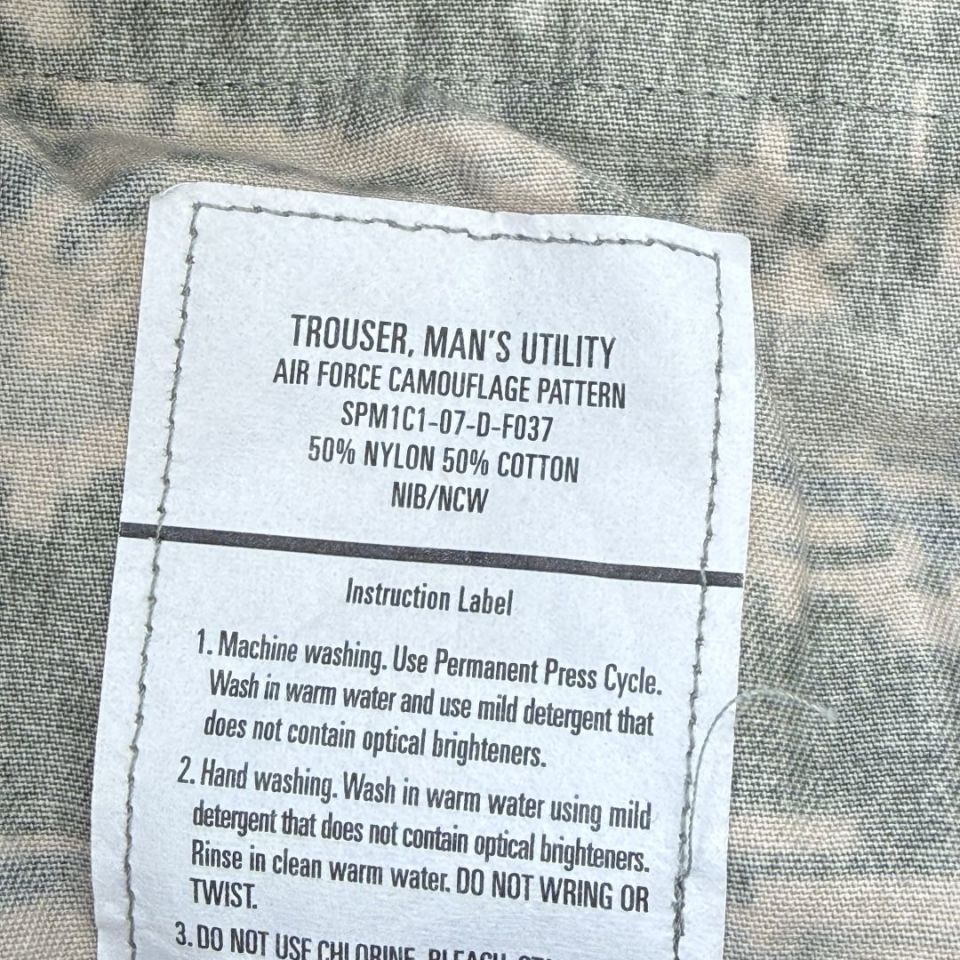 TROUSER, MAN'S UTILITY
AIR FORCE CAMOUFLAGE PATTERN
SPM1C1-07-D-F037
50% NYLON 50% COTTON
NIB/NCW
Instruction Label
1. Machine washing. Use Permanent Press Cycle.
Wash in warm water and use mild detergent that
does not contain optical brighteners.
2. Hand washing. Wash in warm water using mild
detergent that does not contain optical brighteners.
Rinse in clean warm water. DO NOT WRING OR
TWIST.
3. DO NOT USE CHLORINE, BLEACH,